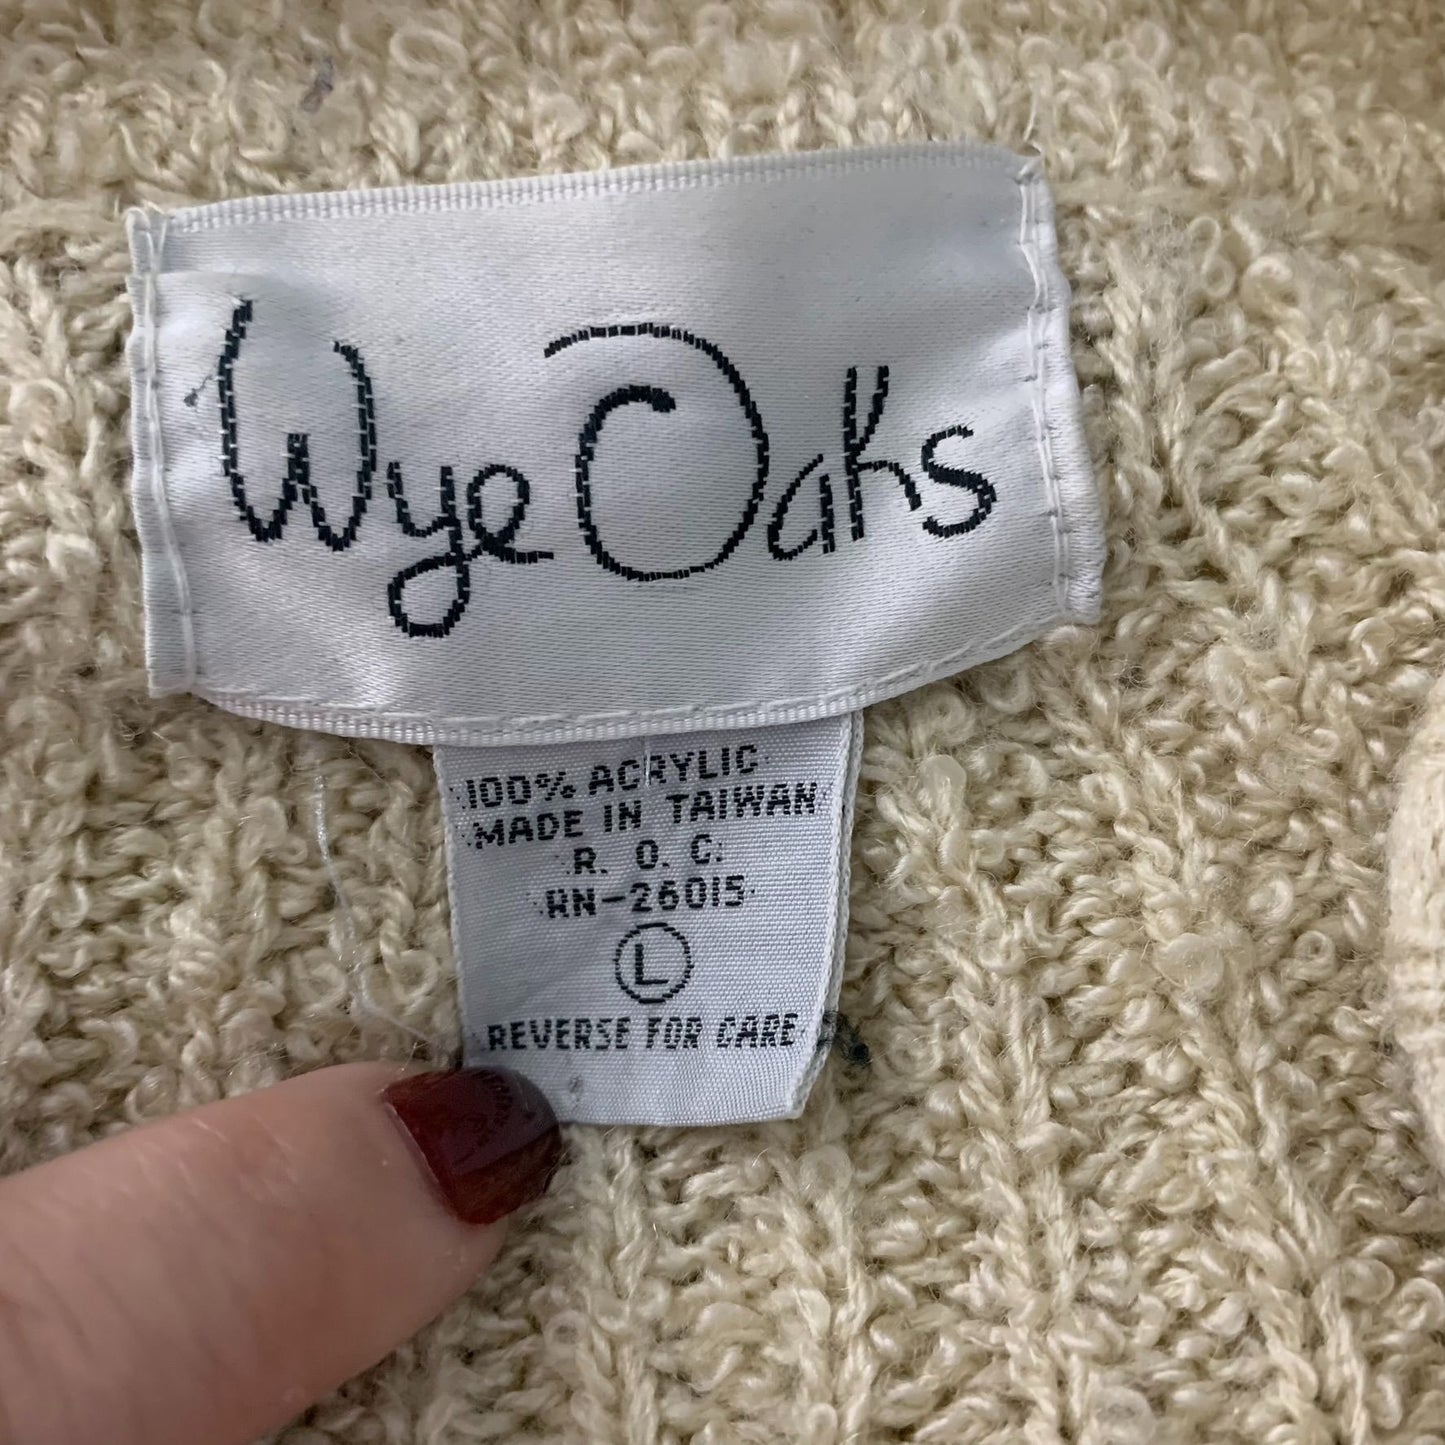 Wye Oaks
100% ACRYLIC
MADE IN TAIWAN
R. O. C.
RN-26015
L
REVERSE FOR CARE